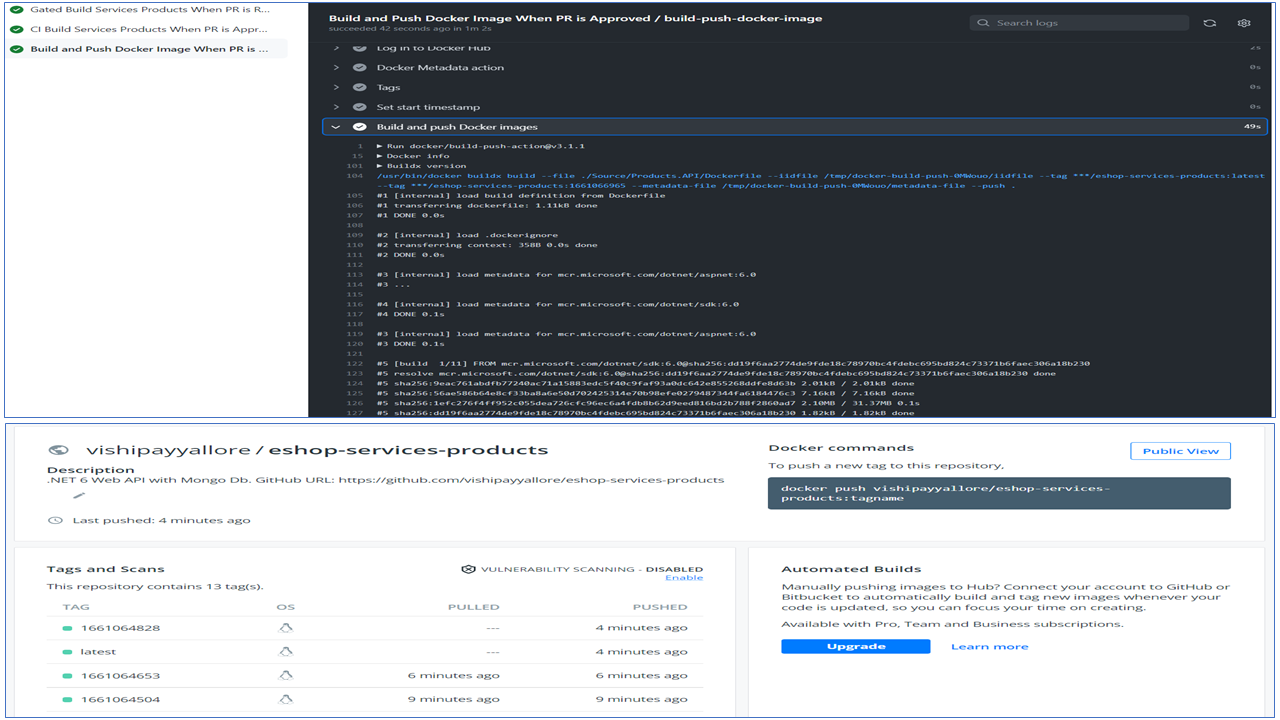 Gated Build Services Products When PR is R...
CI Build Services Products When PR is Appr...
Build and Push Docker Image When PR is ...
Build and Push Docker Image When PR is Approved / build-push-docker-image
succeeded 42 seconds ago in 1m 2s
Search logs
Log in to Docker Hub 2s
Docker Metadata action 0s
Tags 0s
Set start timestamp 0s
Build and push Docker images 49s
1 ► Run docker/build-push-action@v3.1.1
15 ► Docker info
101 ► Buildx version
104 /usr/bin/docker buildx build --file ./Source/Products.API/Dockerfile --iidfile /tmp/docker-build-push-0MWouo/iidfile --tag ***/eshop-services-products:latest
--tag ***/eshop-services-products:1661066965 --metadata-file /tmp/docker-build-push-0MWouo/metadata-file --push .
105 #1 [internal] load build definition from Dockerfile
106 #1 transferring dockerfile: 1.11kB done
107 #1 DONE 0.0s
108
109 #2 [internal] load .dockerignore
110 #2 transferring context: 358B 0.0s done
111 #2 DONE 0.0s
112
113 #3 [internal] load metadata for mcr.microsoft.com/dotnet/aspnet:6.0
114 #3 ...
115
116 #4 [internal] load metadata for mcr.microsoft.com/dotnet/sdk:6.0
117 #4 DONE 0.1s
118
119 #3 [internal] load metadata for mcr.microsoft.com/dotnet/aspnet:6.0
120 #3 DONE 0.1s
121
122 #5 [build 1/11] FROM mcr.microsoft.com/dotnet/sdk:6.0@sha256:dd19f6aa2774de9fde18c78970bc4fdebc695bd824c73371b6faec306a18b230
123 #5 resolve mcr.microsoft.com/dotnet/sdk:6.0@sha256:dd19f6aa2774de9fde18c78970bc4fdebc695bd824c73371b6faec306a18b230 done
124 #5 sha256:9eac761abdfb77240ac71a15883edc5f40c9faf93a0dc642e855268ddfe8d63b 2.01kB / 2.01kB done
125 #5 sha256:56ae586b64e8cf33ba8a6e50d702425314e70b98efe0279487344fa6184476c3 7.16kB / 7.16kB done
126 #5 sha256:1efc276f4ff952c055dea726cfc96ec6a4fdb8b62d9eed816bd2b788f2860ad7 2.10MB / 31.37MB 0.1s
127 #5 sha256:dd19f6aa2774de9fde18c78970bc4fdebc695bd824c73371b6faec306a18b230 1.82kB / 1.82kB done
vishipayyallore / eshop-services-products
Description
.NET 6 Web API with Mongo Db. GitHub URL: https://github.com/vishipayyallore/eshop-services-products
Last pushed: 4 minutes ago
Docker commands
Public View
To push a new tag to this repository,
docker push vishipayyallore/eshop-services-
products:tagname
Tags and Scans
VULNERABILITY SCANNING - DISABLED
Enable
This repository contains 13 tag(s).
TAG OS PULLED PUSHED
1661064828 --- 4 minutes ago
latest --- 4 minutes ago
1661064653 6 minutes ago 6 minutes ago
1661064504 9 minutes ago 9 minutes ago
Automated Builds
Manually pushing images to Hub? Connect your account to GitHub or
Bitbucket to automatically build and tag new images whenever your
code is updated, so you can focus your time on creating.
Available with Pro, Team and Business subscriptions.
Upgrade Learn more